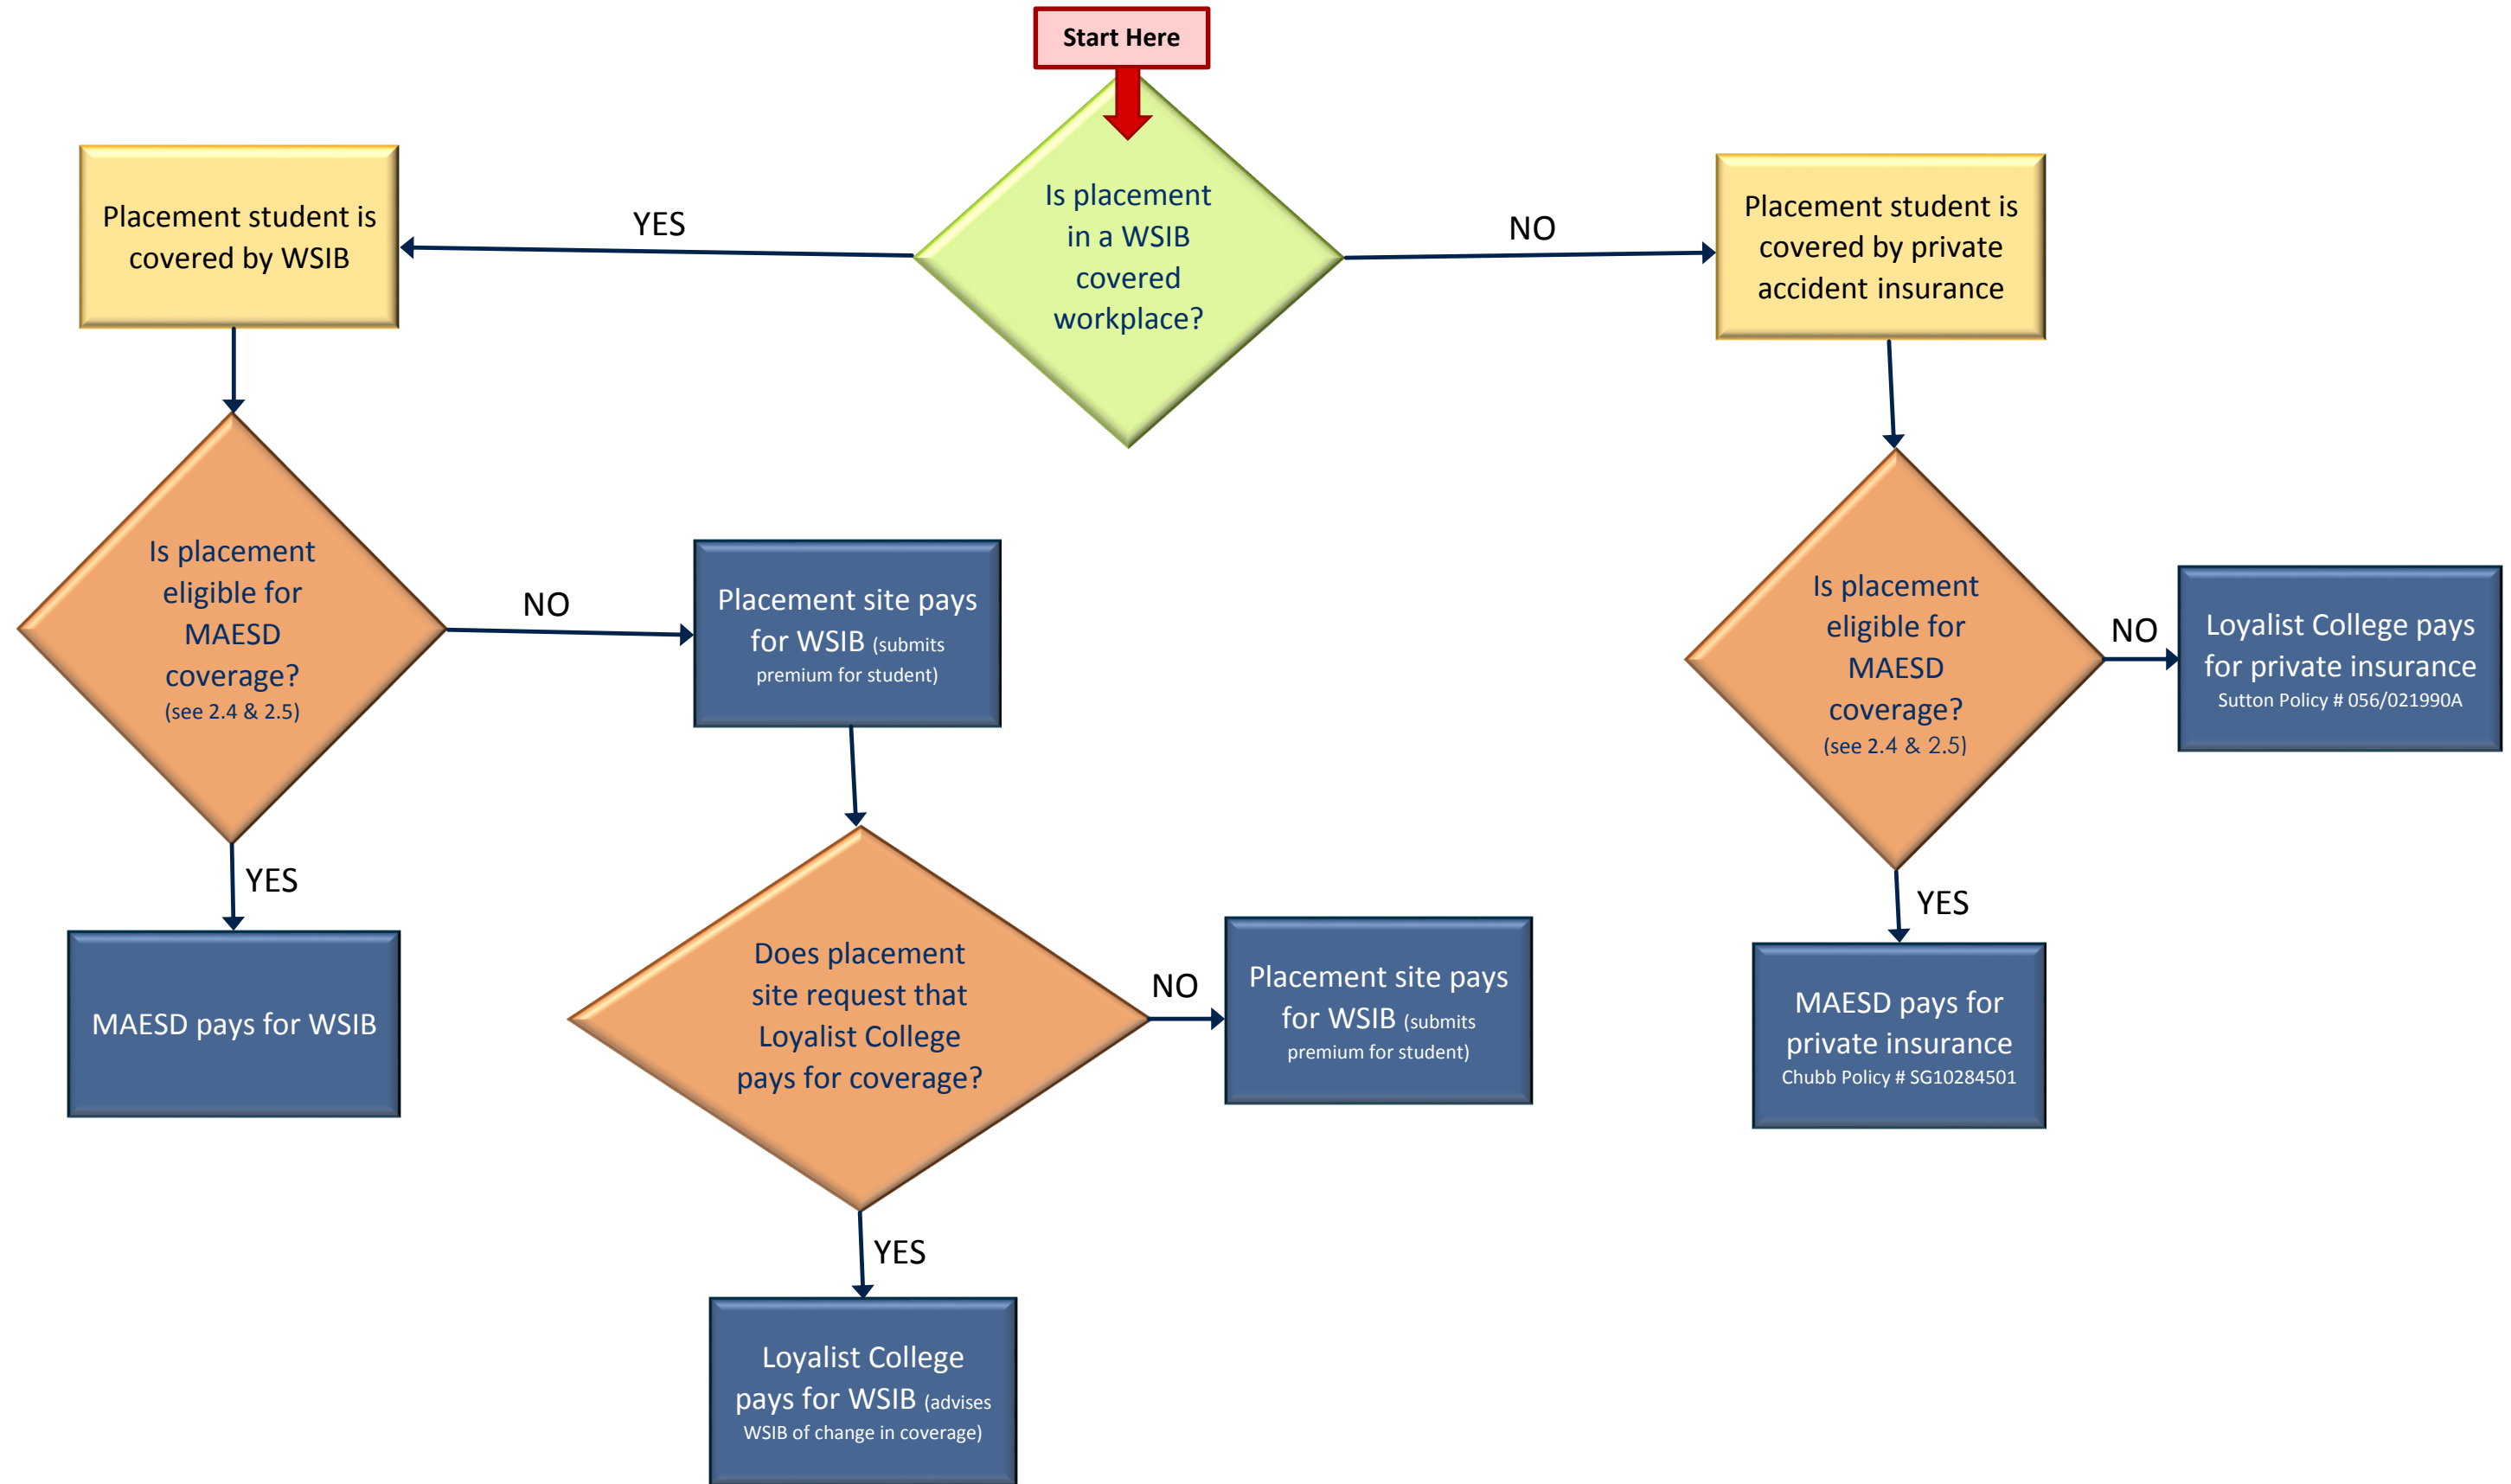 Start Here
Is placement
in a WSIB
covered
workplace?
YES
NO
Placement student is
covered by WSIB
Placement student is
covered by private
accident insurance
Is placement
eligible for
MAESD
coverage?
(see 2.4 & 2.5)
NO
Placement site pays
for WSIB (submits
premium for student)
YES
MAESD pays for WSIB
Does placement
site request that
Loyalist College
pays for coverage?
NO
Placement site pays
for WSIB (submits
premium for student)
YES
Loyalist College
pays for WSIB (advises
WSIB of change in coverage)
Is placement
eligible for
MAESD
coverage?
(see 2.4 & 2.5)
NO
Loyalist College pays
for private insurance
Sutton Policy # 056/021990A
YES
MAESD pays for
private insurance
Chubb Policy # SG10284501